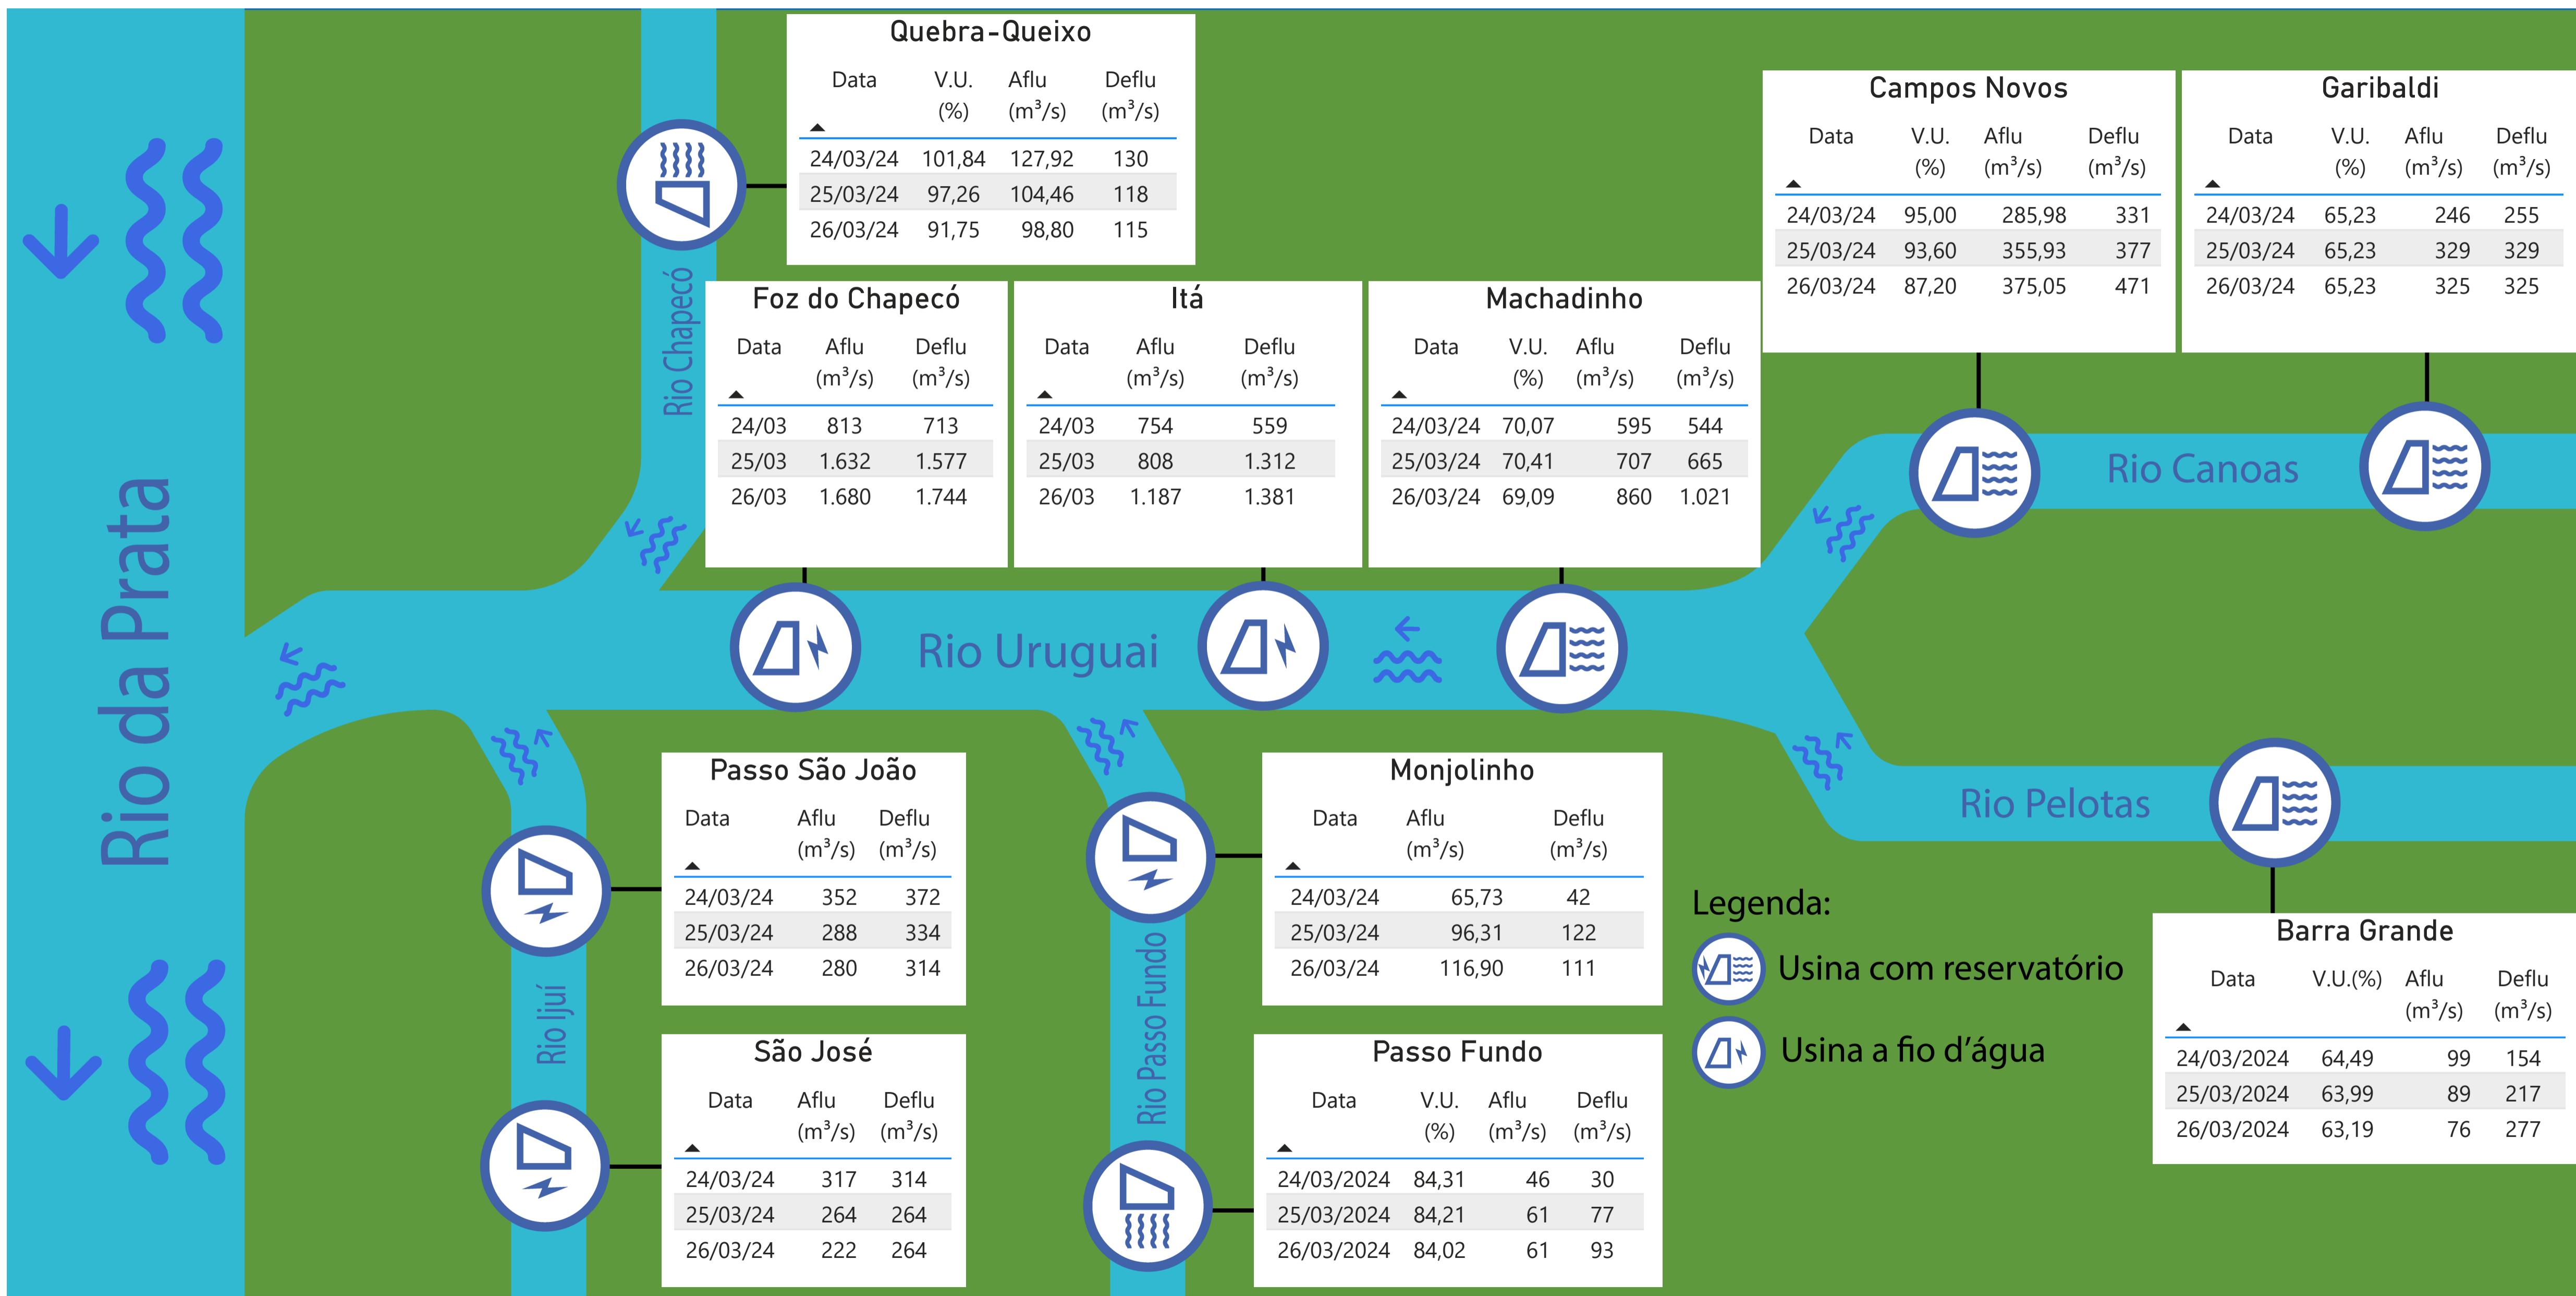 Quebra-Queixo
Data V.U. (%) Aflu (m³/s) Deflu (m³/s)
24/03/24 101,84 127,92 130
25/03/24 97,26 104,46 118
26/03/24 91,75 98,80 115
Campos Novos
Data V.U. (%) Aflu (m³/s) Deflu (m³/s)
24/03/24 95,00 285,98 331
25/03/24 93,60 355,93 377
26/03/24 87,20 375,05 471
Garibaldi
Data V.U. (%) Aflu (m³/s) Deflu (m³/s)
24/03/24 65,23 246 255
25/03/24 65,23 329 329
26/03/24 65,23 325 325
Rio Chapecó
Foz do Chapecó
Data Aflu (m³/s) Deflu (m³/s)
24/03 813 713
25/03 1.632 1.577
26/03 1.680 1.744
Itá
Data Aflu (m³/s) Deflu (m³/s)
24/03 754 559
25/03 808 1.312
26/03 1.187 1.381
Machadinho
Data V.U. (%) Aflu (m³/s) Deflu (m³/s)
24/03/24 70,07 595 544
25/03/24 70,41 707 665
26/03/24 69,09 860 1.021
Rio Canoas
Rio da Prata
Rio Uruguai
Rio Pelotas
Passo São João
Data Aflu (m³/s) Deflu (m³/s)
24/03/24 352 372
25/03/24 288 334
26/03/24 280 314
Monjolinho
Data Aflu (m³/s) Deflu (m³/s)
24/03/24 65,73 42
25/03/24 96,31 122
26/03/24 116,90 111
Rio Ijuí
Rio Passo Fundo
São José
Data Aflu (m³/s) Deflu (m³/s)
24/03/24 317 314
25/03/24 264 264
26/03/24 222 264
Passo Fundo
Data V.U. (%) Aflu (m³/s) Deflu (m³/s)
24/03/2024 84,31 46 30
25/03/2024 84,21 61 77
26/03/2024 84,02 61 93
Legenda:
Usina com reservatório
Usina a fio d'água
Barra Grande
Data V.U.(%) Aflu (m³/s) Deflu (m³/s)
24/03/2024 64,49 99 154
25/03/2024 63,99 89 217
26/03/2024 63,19 76 277